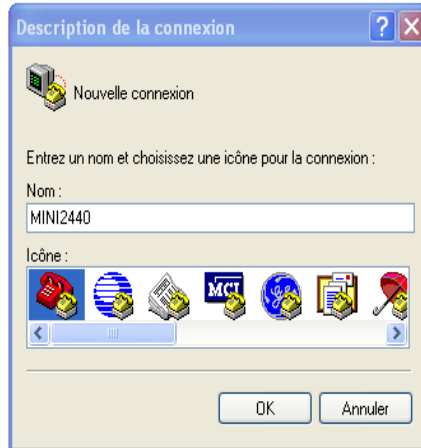 Description de la connexion
Nouvelle connexion
Entrez un nom et choisissez une icône pour la connexion :
Nom :
MINI2440
Icône :
MCI
OK
Annuler